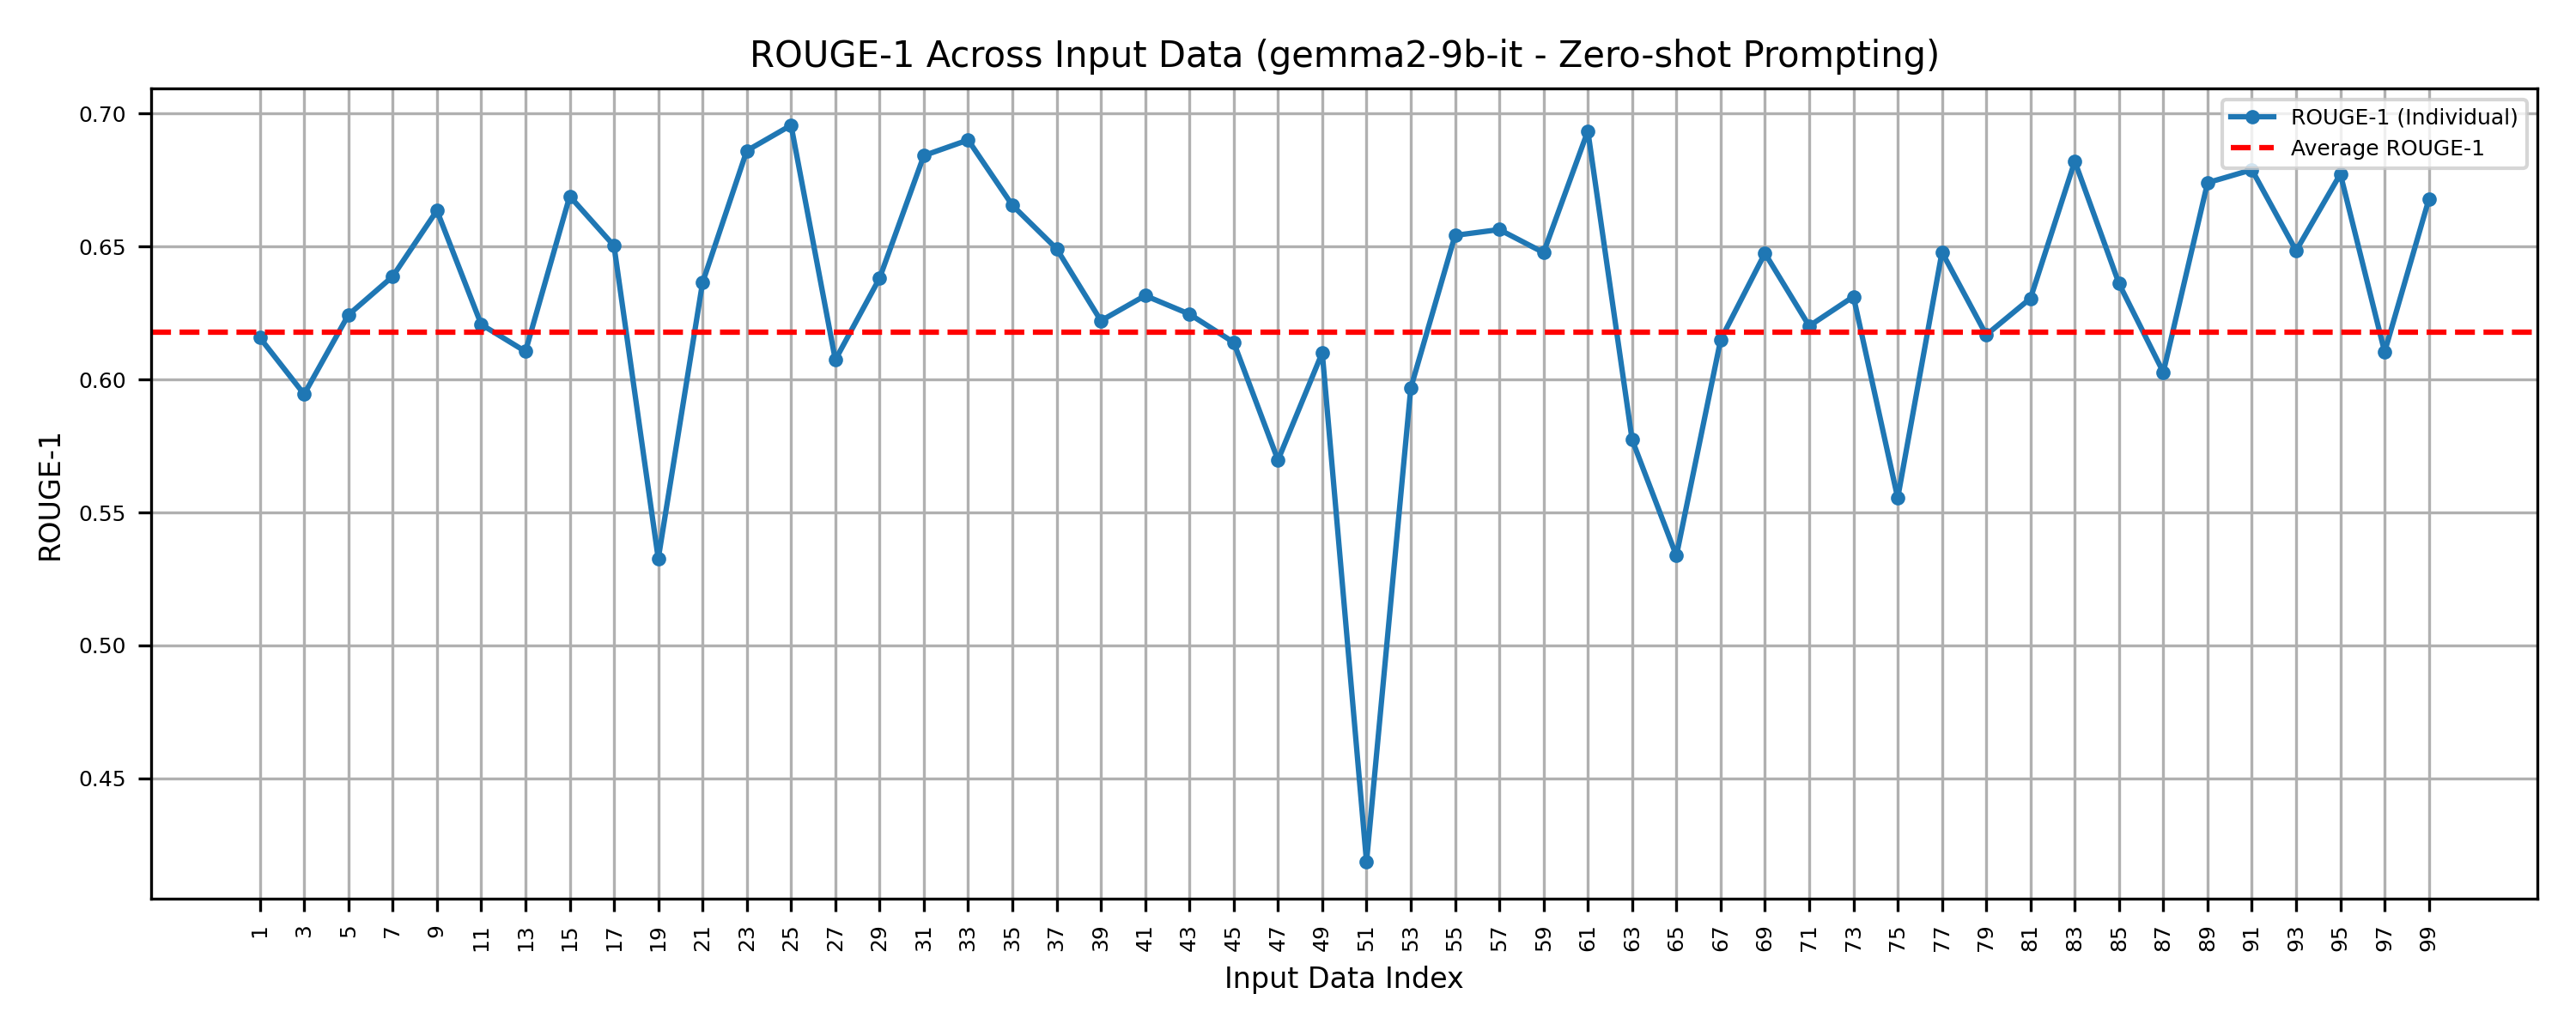 ROUGE-1 Across Input Data (gemma2-9b-it - Zero-shot Prompting)
ROUGE-1 (Individual)
Average ROUGE-1
0.70
0.65
0.60
0.55
0.50
0.45
ROUGE-1
1 3 5 7 9 11 13 15 17 19 21 23 25 27 29 31 33 35 37 39 41 43 45 47 49 51 53 55 57 59 61 63 65 67 69 71 73 75 77 79 81 83 85 87 89 91 93 95 97 99
Input Data Index